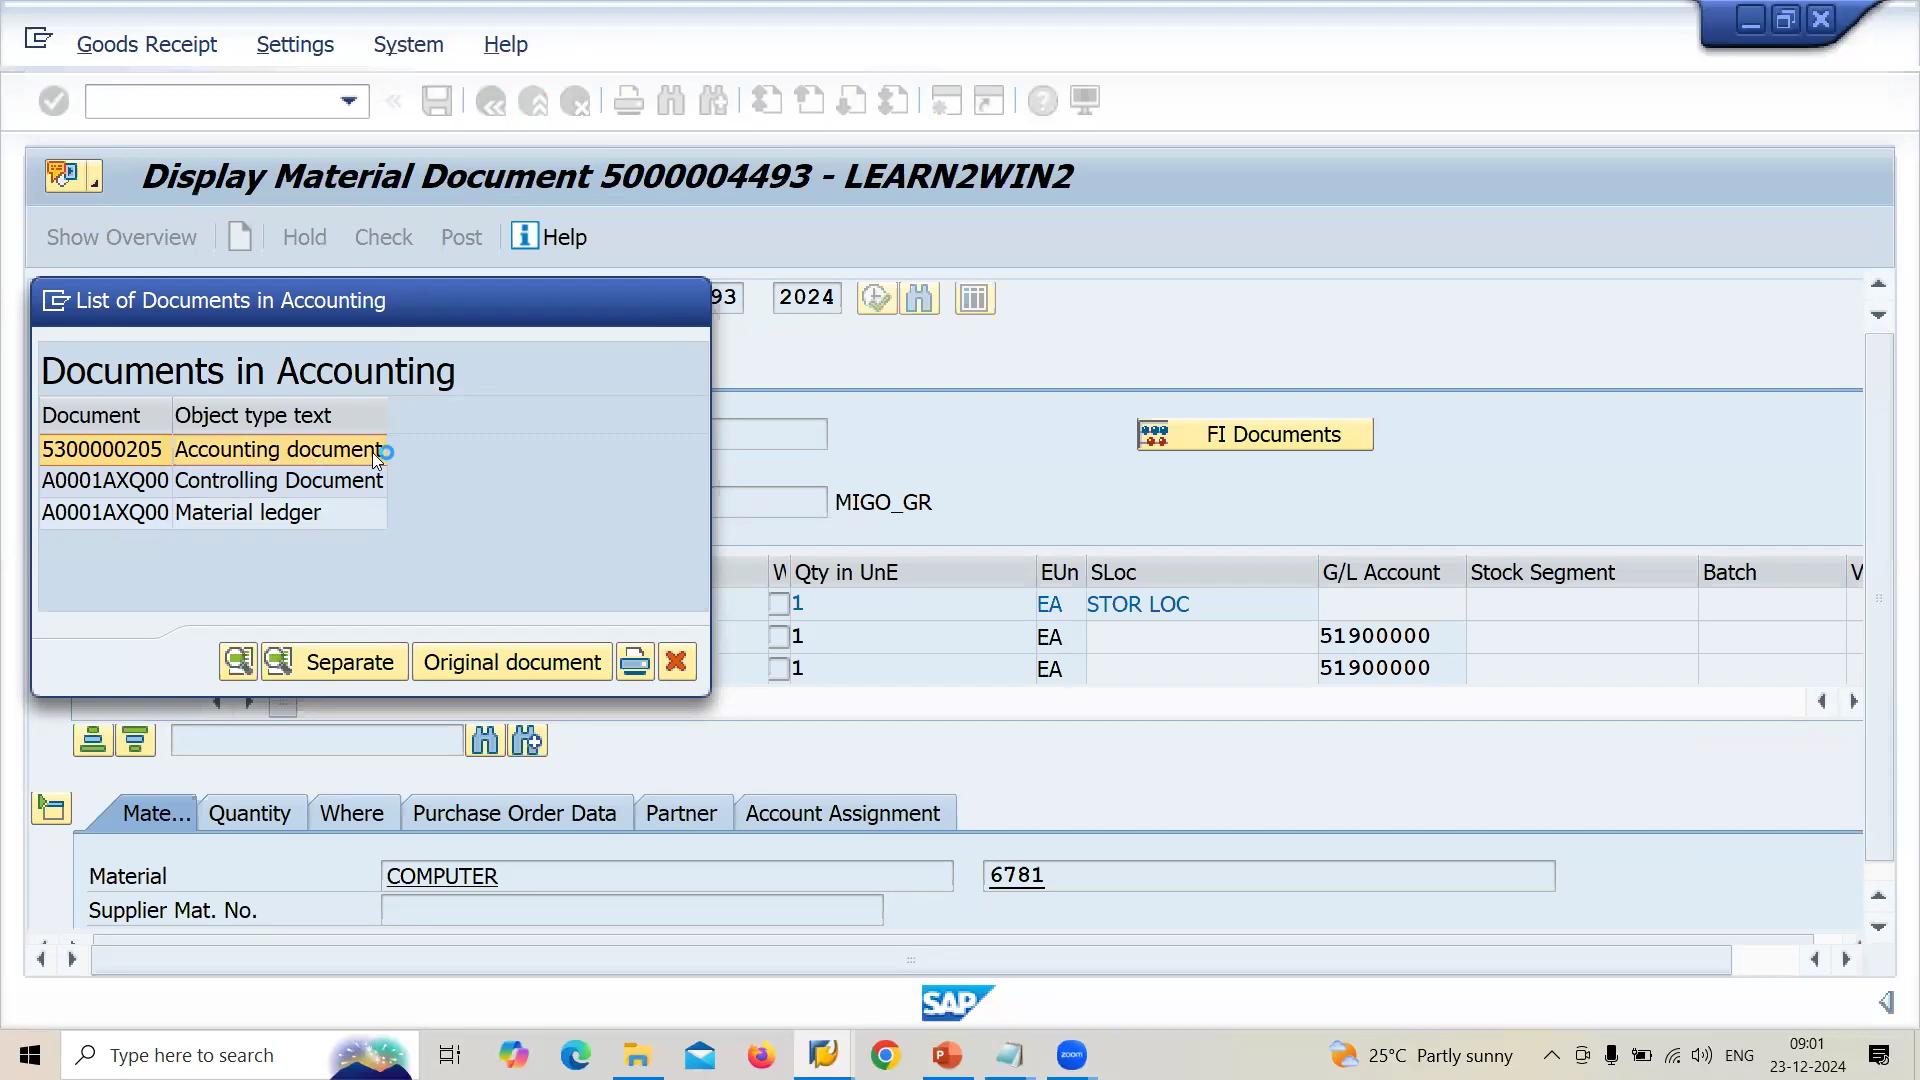 Goods Receipt Settings System Help
Display Material Document 5000004493 - LEARN2WIN2
Show Overview Hold Check Post Help
List of Documents in Accounting
93 2024
Documents in Accounting
Document Object type text
5300000205 Accounting document
A0001AXQ00 Controlling Document
A0001AXQ00 Material ledger
FI Documents
MIGO_GR
Qty in UnE EUn SLoc G/L Account Stock Segment Batch V
1 EA STOR LOC
1 EA 51900000
1 EA 51900000
Separate Original document
Mate... Quantity Where Purchase Order Data Partner Account Assignment
Material COMPUTER 6781
Supplier Mat. No.
SAP
Type here to search
zoom
25°C Partly sunny
ENG
09:01
23-12-2024